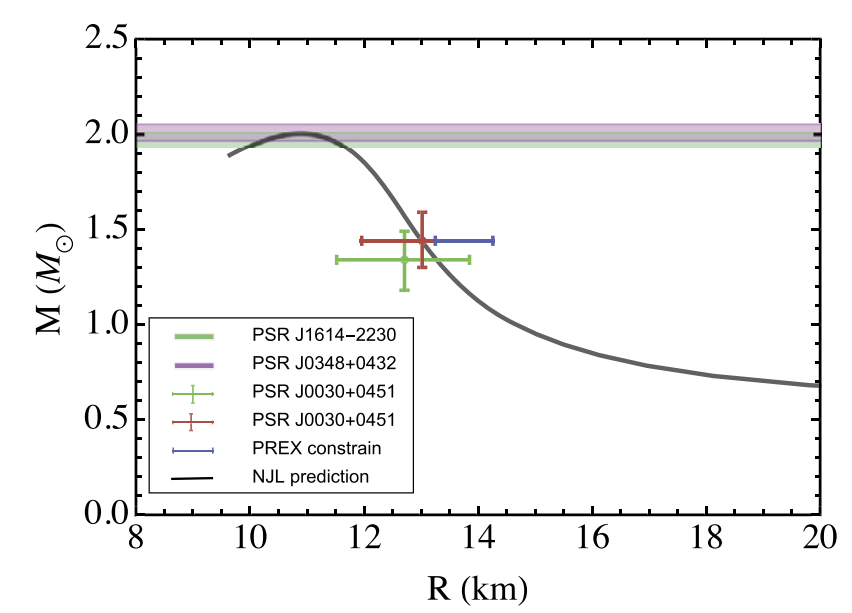 2.5
2.0
1.5
1.0
0.5
0.0
M (M⊙)
PSR J1614−2230
PSR J0348+0432
PSR J0030+0451
PSR J0030+0451
PREX constrain
NJL prediction
8 10 12 14 16 18 20
R (km)